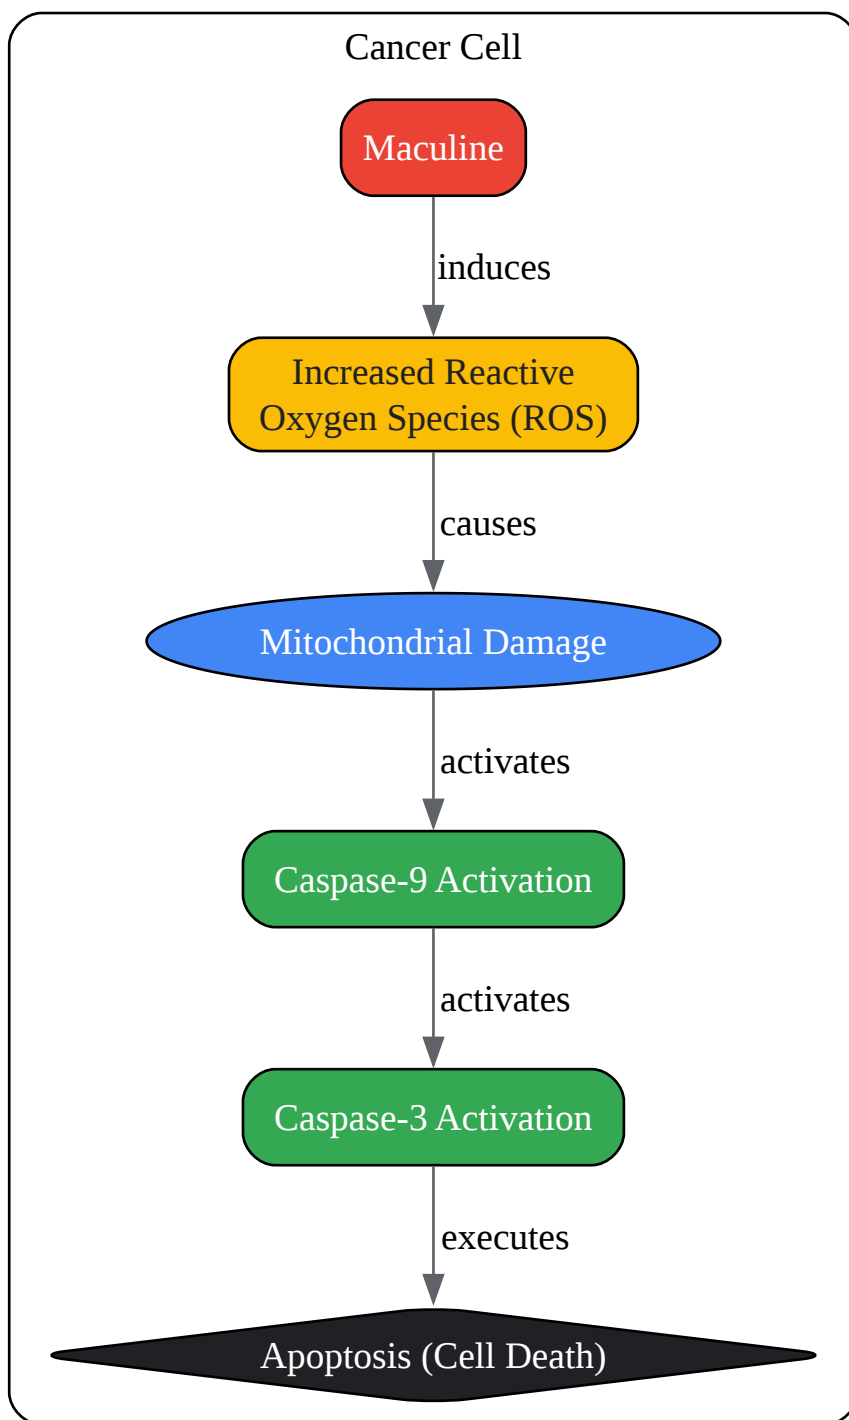 Cancer Cell
Maculine
induces
Increased Reactive
Oxygen Species (ROS)
causes
Mitochondrial Damage
activates
Caspase-9 Activation
activates
Caspase-3 Activation
executes
Apoptosis (Cell Death)